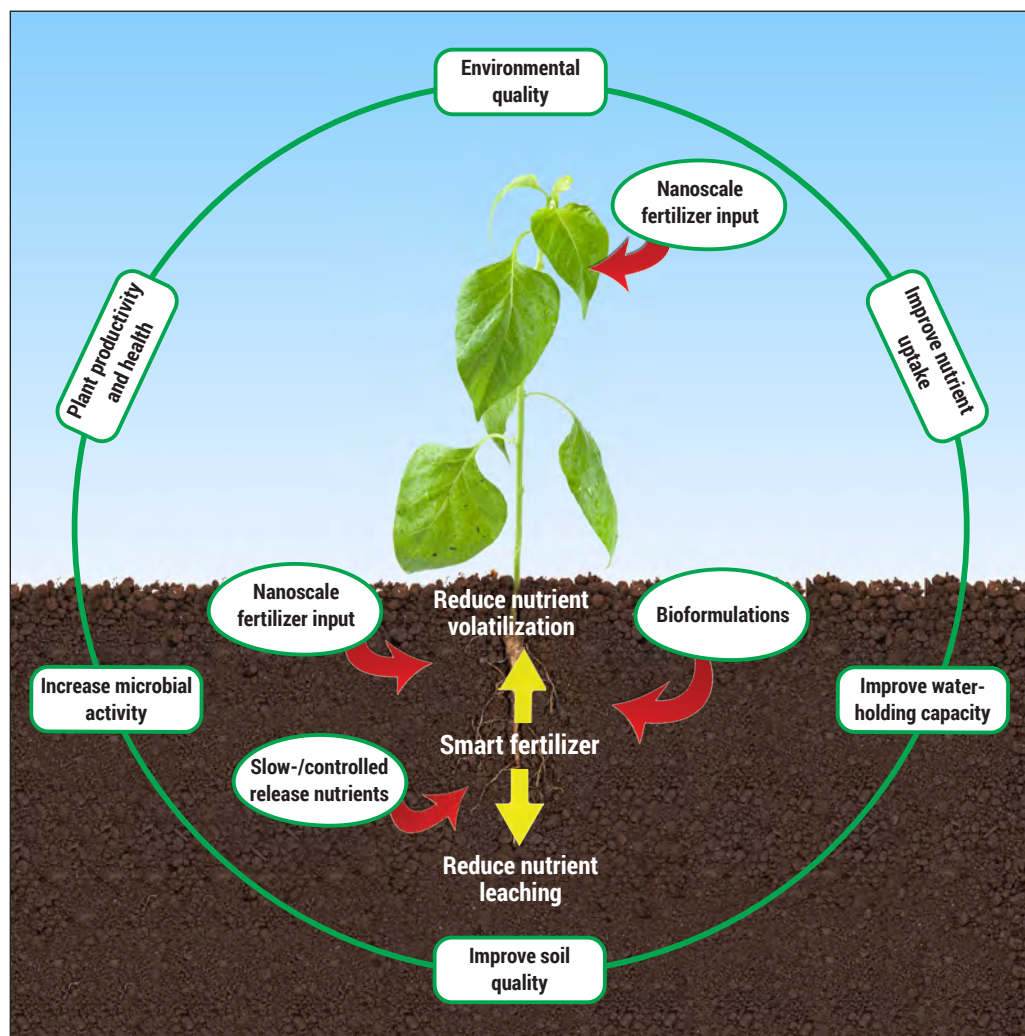 Environmental
quality
Nanoscale
fertilizer input
Plant productivity
and health
Improve nutrient
uptake
Nanoscale
fertilizer input
Reduce nutrient
volatilization
Bioformulations
Increase microbial
activity
Improve water-
holding capacity
Smart fertilizer
Slow-/controlled
release nutrients
Reduce nutrient
leaching
Improve soil
quality